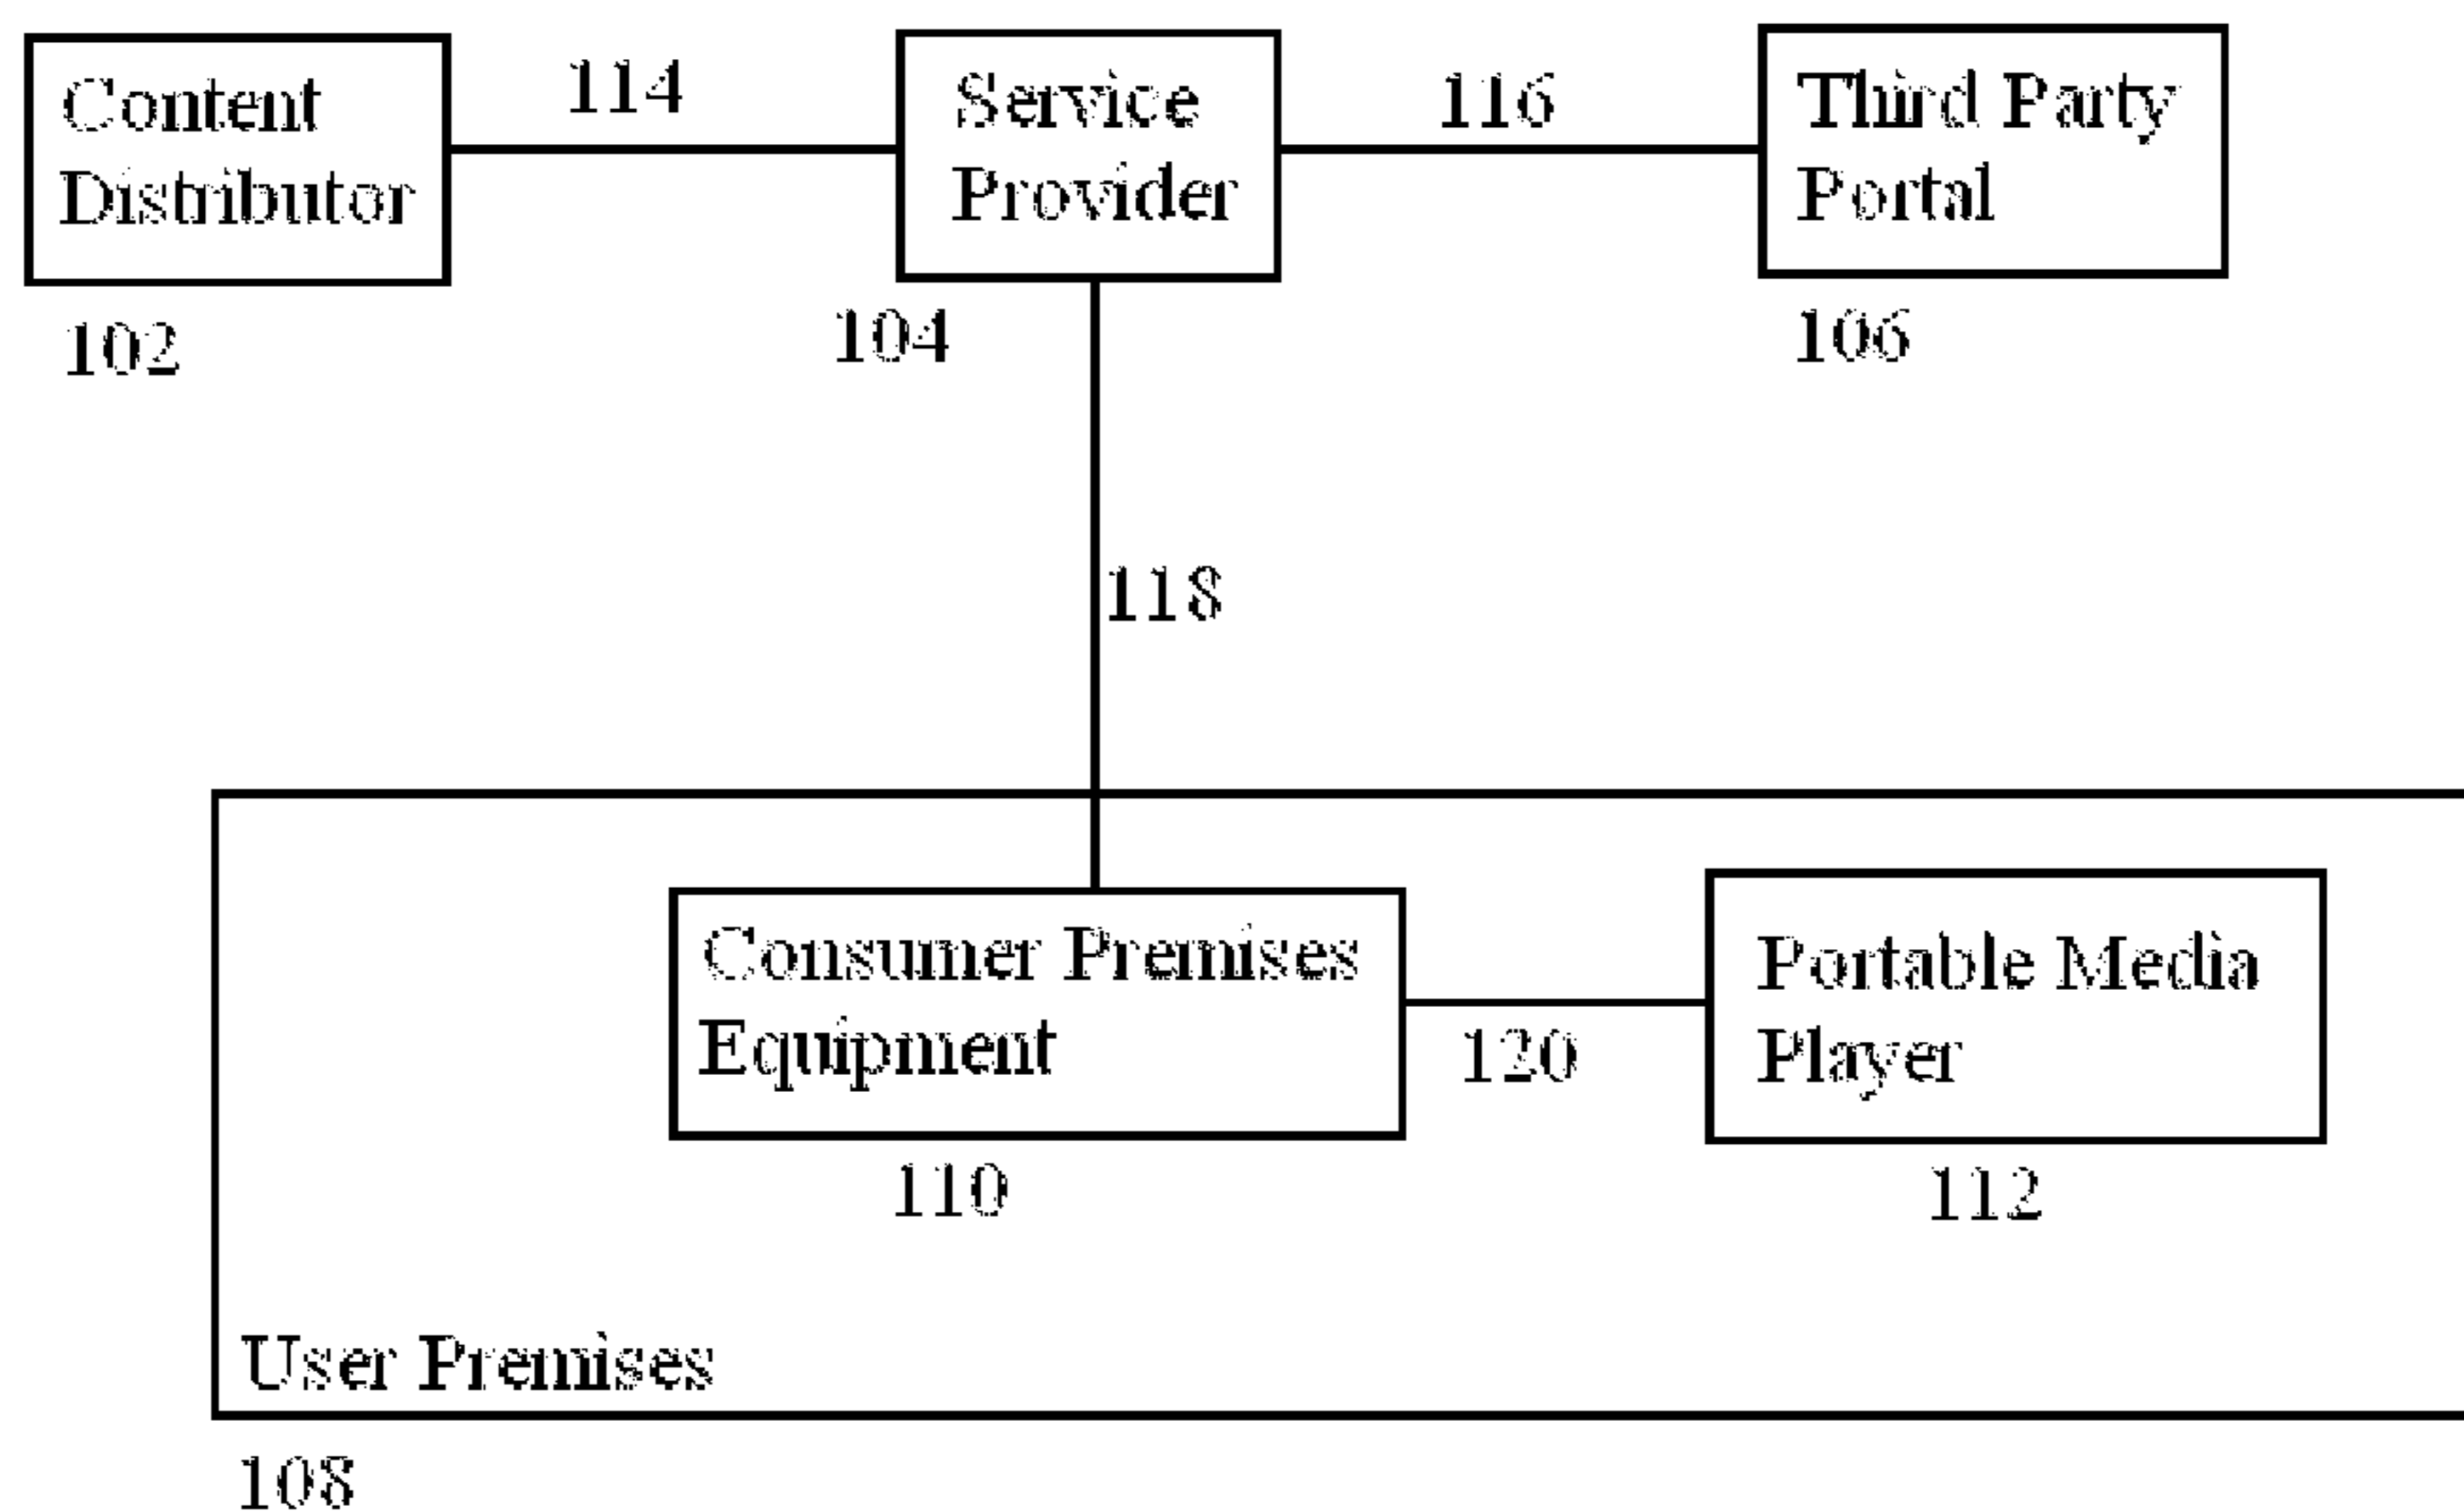 Content
Distributor
102
114
Service
Provider
104
116
Third Party
Portal
106
118
Consumer Premises
Equipment
110
120
Portable Media
Player
112
User Premises
108